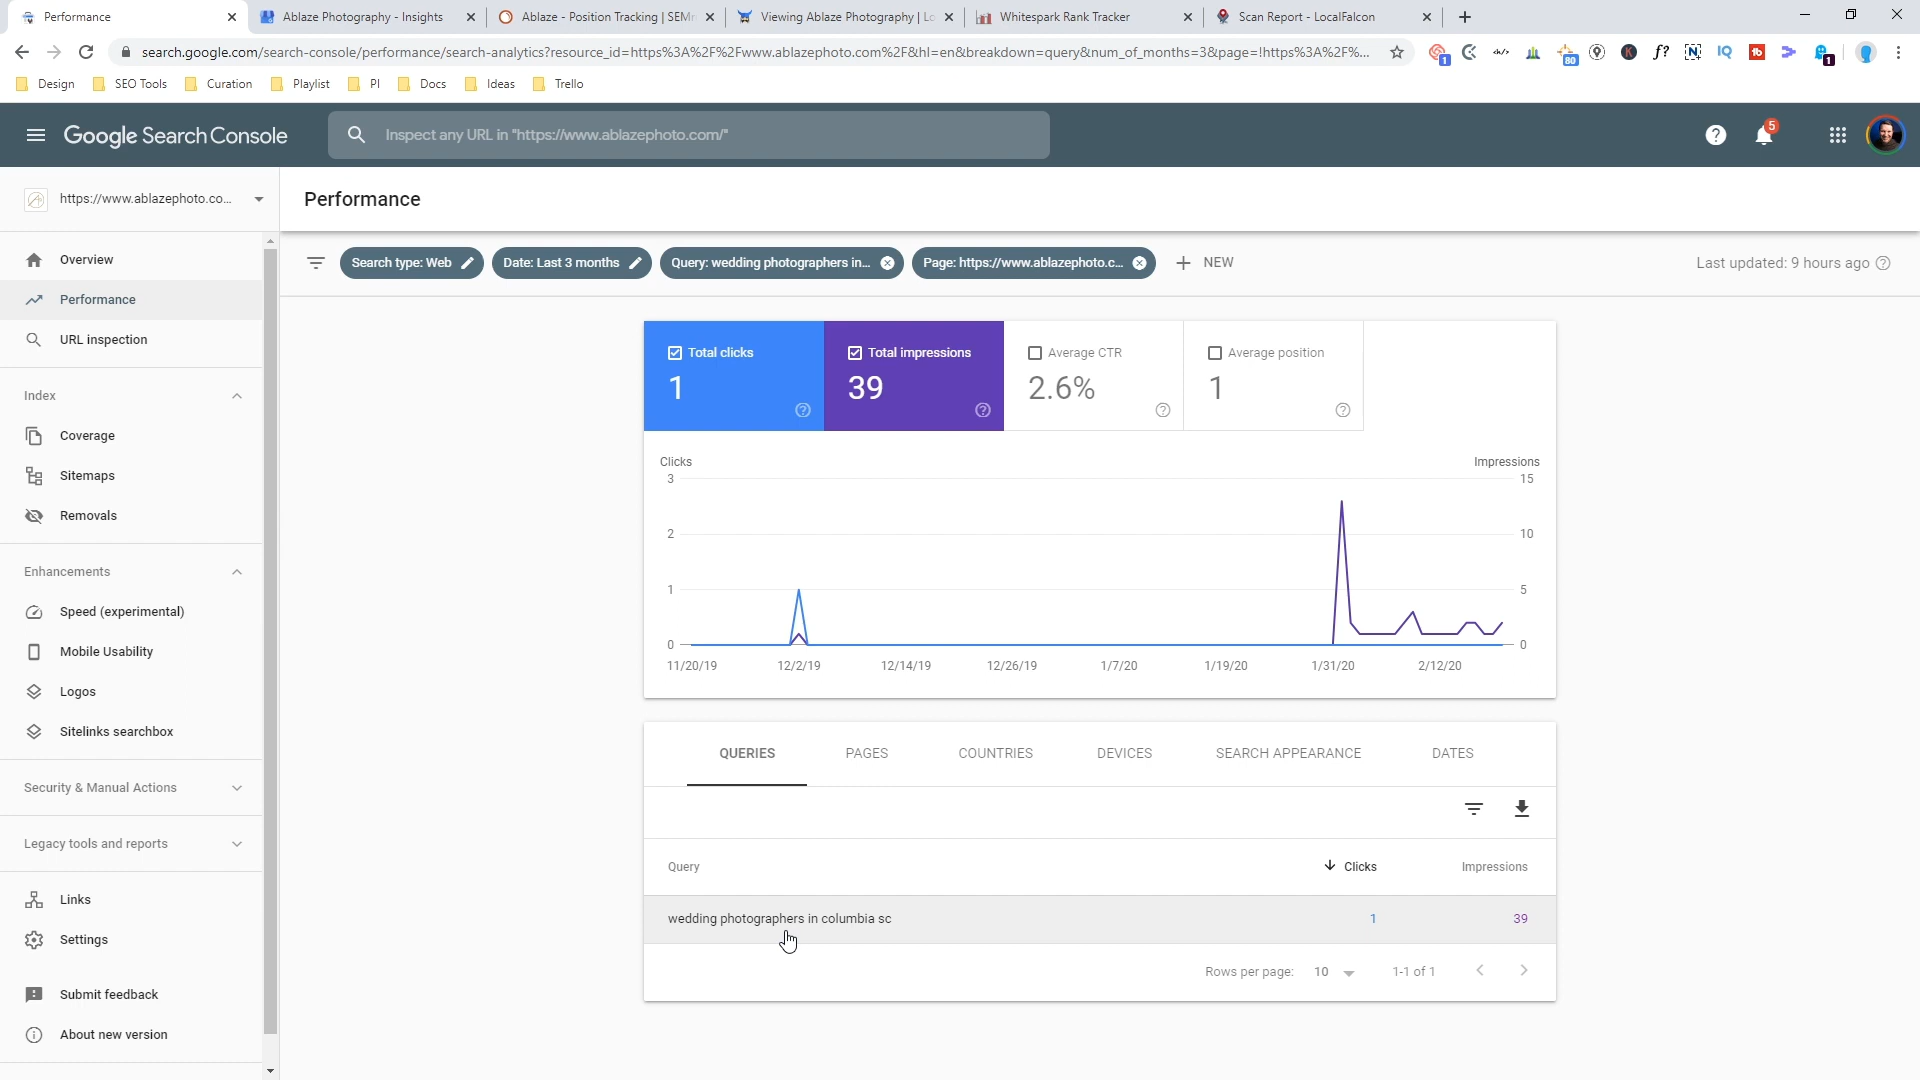 Performance
Ablaze Photography - Insights
Ablaze - Position Tracking | SEMr
Viewing Ablaze Photography | Lo
Whitespark Rank Tracker
Scan Report - LocalFalcon
search.google.com/search-console/performance/search-analytics?resource_id=https%3A%2F%2Fwww.ablazephoto.com%2F&hl=en&breakdown=query&num_of_months=3&page=!https%3A%2F%...
1
80
K
f?
N
IQ
tb
1
Design
SEO Tools
Curation
Playlist
PI
Docs
Ideas
Trello
Google Search Console
Inspect any URL in "https://www.ablazephoto.com/"
5
https://www.ablazephoto.co...
Performance
Overview
Performance
URL inspection
Index
Coverage
Sitemaps
Removals
Enhancements
Speed (experimental)
Mobile Usability
Logos
Sitelinks searchbox
Security & Manual Actions
Legacy tools and reports
Links
Settings
Submit feedback
About new version
Search type: Web
Date: Last 3 months
Query: wedding photographers in...
Page: https://www.ablazephoto.c...
NEW
Last updated: 9 hours ago
Total clicks
1
Total impressions
39
Average CTR
2.6%
Average position
1
Clicks
Impressions
3
15
2
10
1
5
0
0
11/20/19
12/2/19
12/14/19
12/26/19
1/7/20
1/19/20
1/31/20
2/12/20
QUERIES
PAGES
COUNTRIES
DEVICES
SEARCH APPEARANCE
DATES
Query
Clicks
Impressions
wedding photographers in columbia sc
1
39
Rows per page:
10
1-1 of 1